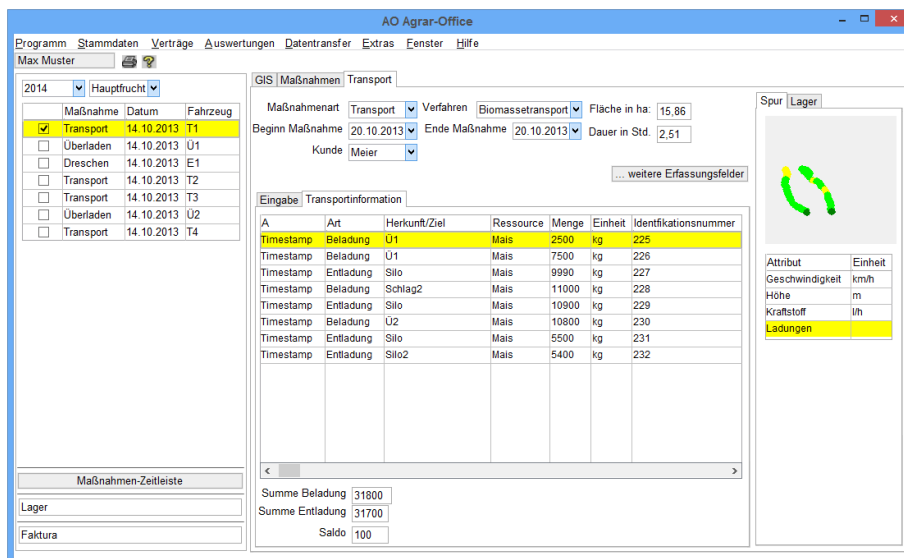 AO Agrar-Office
Programm Stammdaten Verträge Auswertungen Datentransfer Extras Fenster Hilfe
Max Muster
2014 Hauptfrucht
Maßnahme Datum Fahrzeug
Transport 14.10.2013 T1
Überladen 14.10.2013 Ü1
Dreschen 14.10.2013 E1
Transport 14.10.2013 T2
Transport 14.10.2013 T3
Überladen 14.10.2013 Ü2
Transport 14.10.2013 T4
Maßnahmen-Zeitleiste
Lager
Faktura
GIS Maßnahmen Transport
Maßnahmenart Transport Verfahren Biomassetransport Fläche in ha: 15,86
Beginn Maßnahme 20.10.2013 Ende Maßnahme 20.10.2013 Dauer in Std. 2,51
Kunde Meier
... weitere Erfassungsfelder
Eingabe Transportinformation
A Art Herkunft/Ziel Ressource Menge Einheit Identfikationsnummer
Timestamp Beladung Ü1 Mais 2500 kg 225
Timestamp Beladung Ü1 Mais 7500 kg 226
Timestamp Entladung Silo Mais 9990 kg 227
Timestamp Beladung Schlag2 Mais 11000 kg 228
Timestamp Entladung Silo Mais 10900 kg 229
Timestamp Beladung Ü2 Mais 10800 kg 230
Timestamp Entladung Silo Mais 5500 kg 231
Timestamp Entladung Silo2 Mais 5400 kg 232
Summe Beladung 31800
Summe Entladung 31700
Saldo 100
Spur Lager
Attribut Einheit
Geschwindigkeit km/h
Höhe m
Kraftstoff l/h
Ladungen